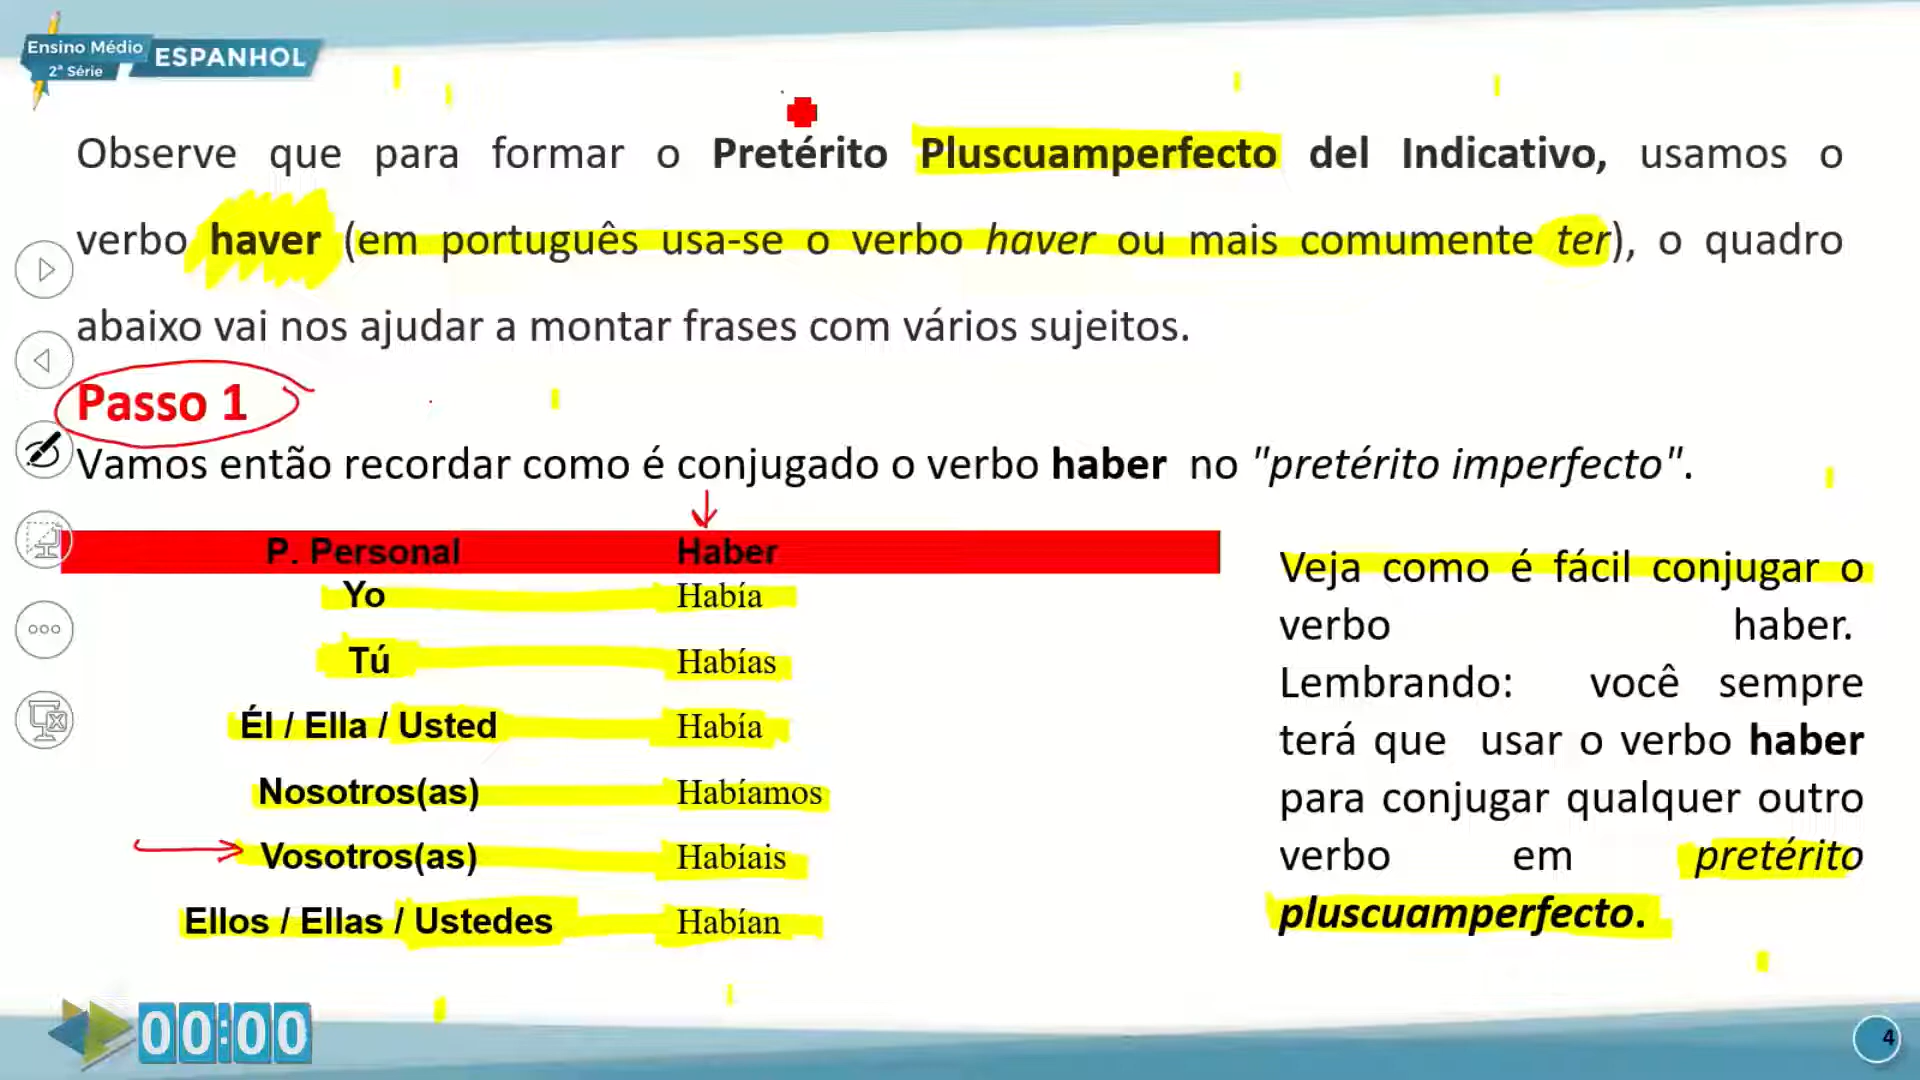 Ensino Médio
2ª Série
ESPANHOL
Observe que para formar o Pretérito Pluscuamperfecto del Indicativo, usamos o
verbo haver (em português usa-se o verbo haver ou mais comumente ter), o quadro
abaixo vai nos ajudar a montar frases com vários sujeitos.
Passo 1
Vamos então recordar como é conjugado o verbo haber no "pretérito imperfecto".
P. Personal Haber
Yo Había
Tú Habías
Él / Ella / Usted Había
Nosotros(as) Habíamos
Vosotros(as) Habíais
Ellos / Ellas / Ustedes Habían
Veja como é fácil conjugar o
verbo haber.
Lembrando: você sempre
terá que usar o verbo haber
para conjugar qualquer outro
verbo em pretérito
pluscuamperfecto.
00:00
4